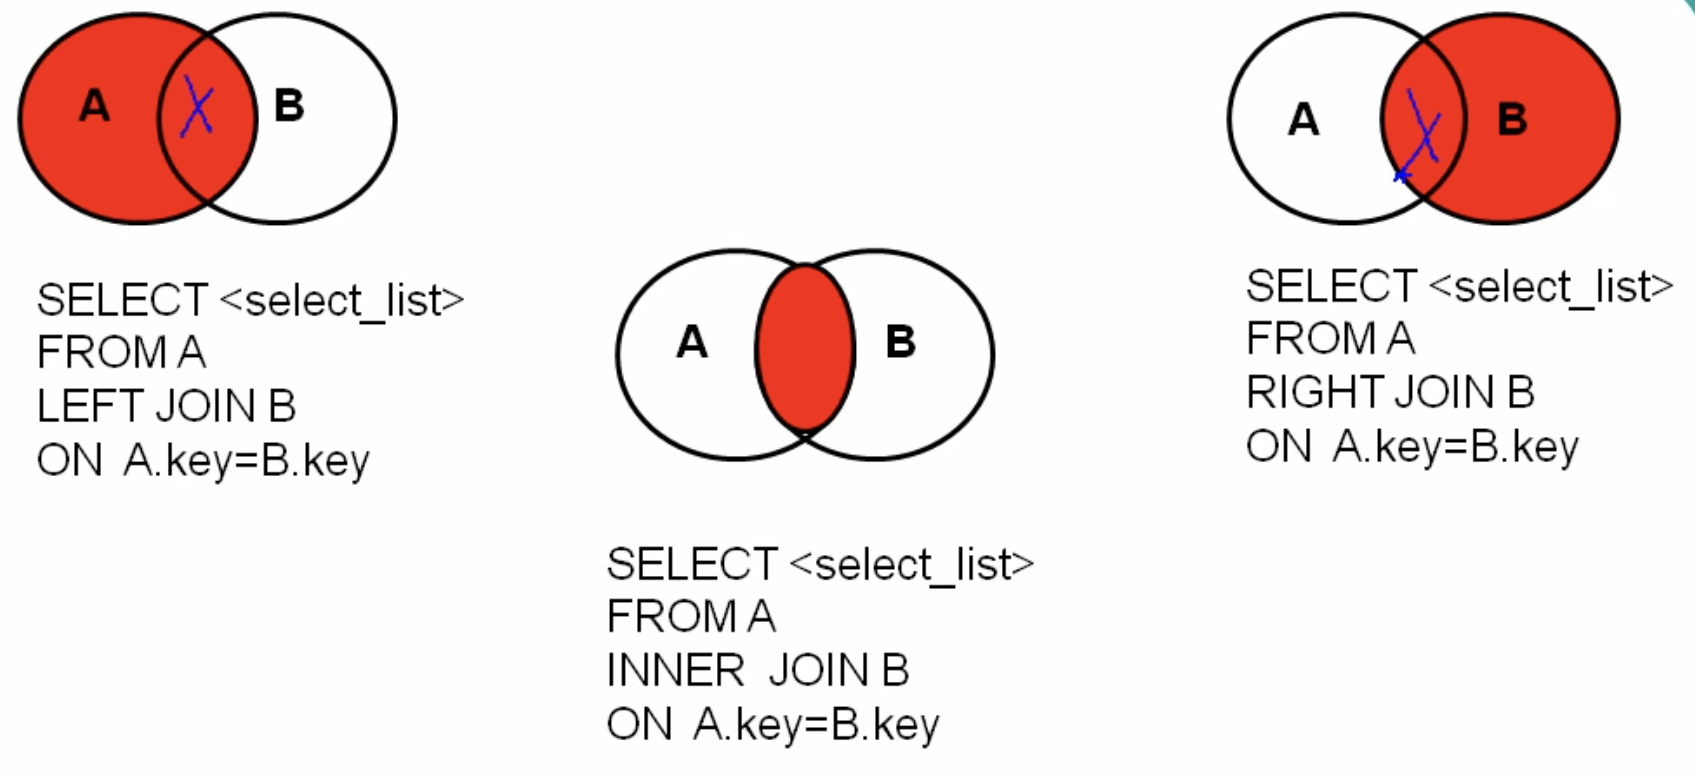 A B
SELECT <select_list>
FROM A
LEFT JOIN B
ON A.key=B.key
A B
SELECT <select_list>
FROM A
INNER JOIN B
ON A.key=B.key
A B
SELECT <select_list>
FROM A
RIGHT JOIN B
ON A.key=B.key